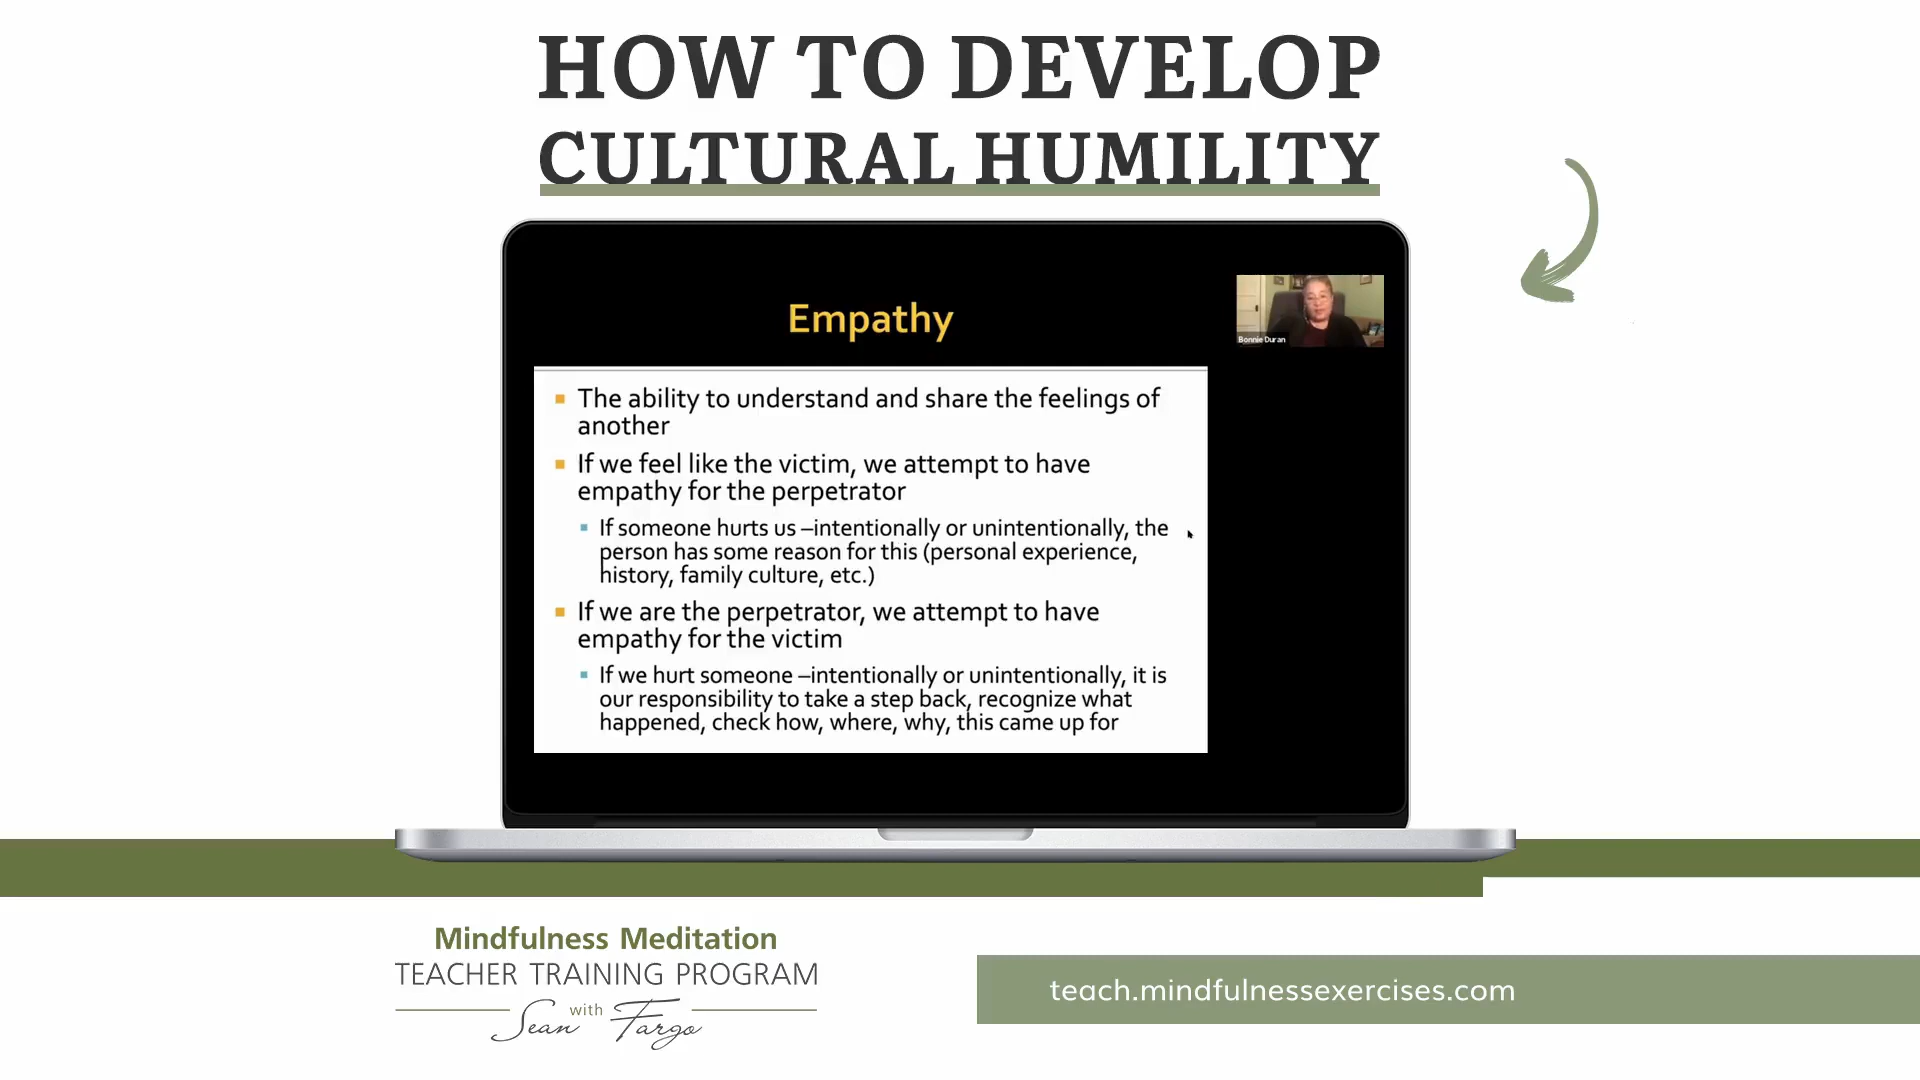 HOW TO DEVELOP
CULTURAL HUMILITY
Empathy
Bonnie Duran
The ability to understand and share the feelings of
another
If we feel like the victim, we attempt to have
empathy for the perpetrator
If someone hurts us –intentionally or unintentionally, the
person has some reason for this (personal experience,
history, family culture, etc.)
If we are the perpetrator, we attempt to have
empathy for the victim
If we hurt someone –intentionally or unintentionally, it is
our responsibility to take a step back, recognize what
happened, check how, where, why, this came up for
Mindfulness Meditation
TEACHER TRAINING PROGRAM
with
Sean Fargo
teach.mindfulnessexercises.com